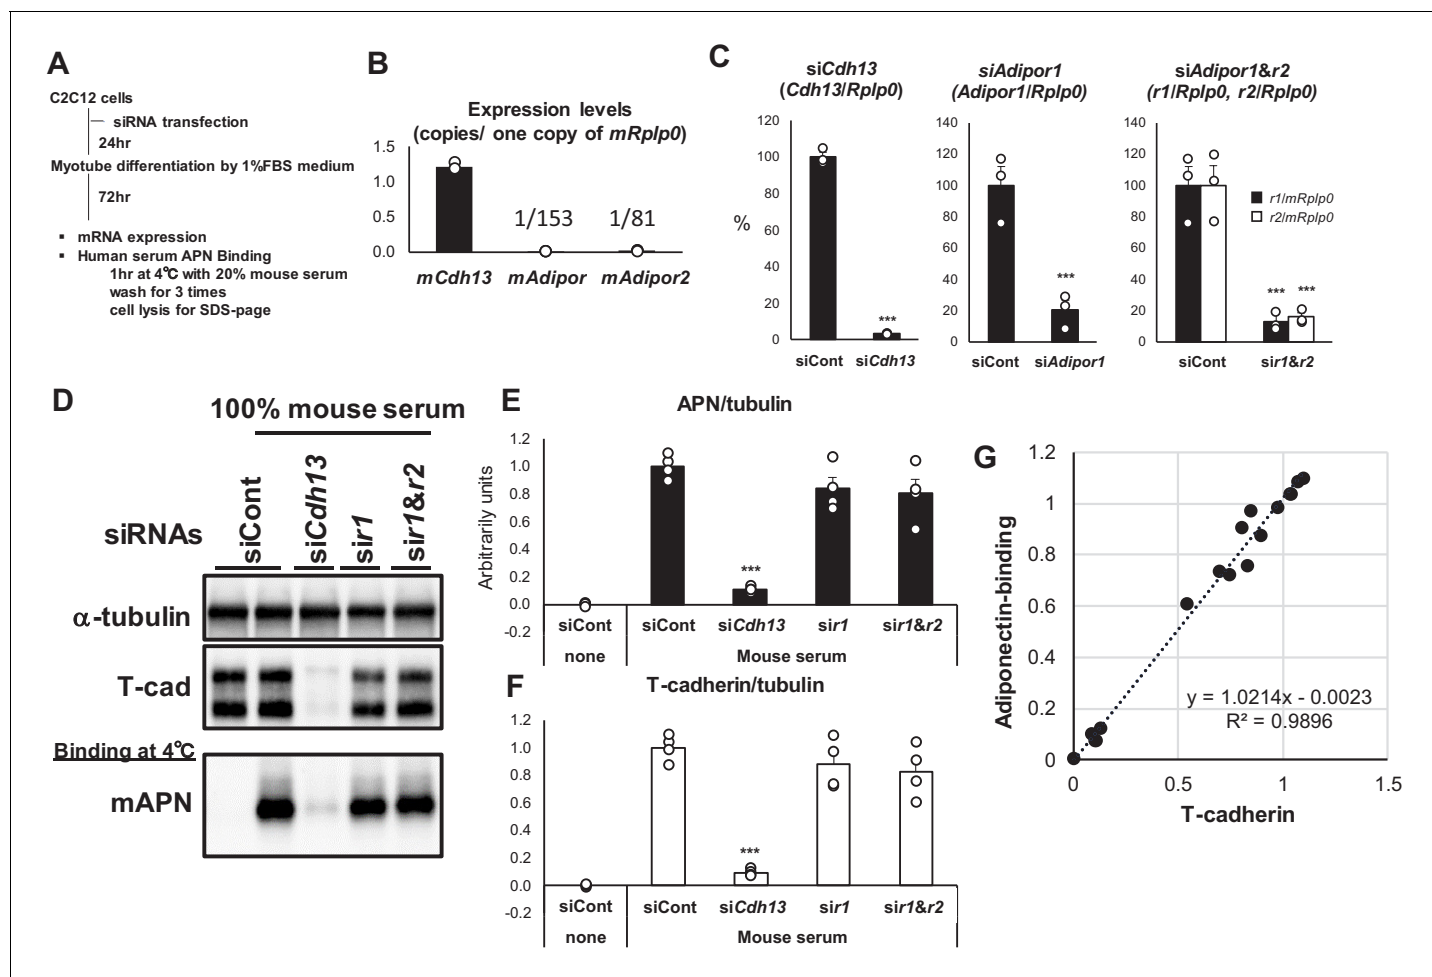 A
C2C12 cells
siRNA transfection
24hr
Myotube differentiation by 1%FBS medium
72hr
▪ mRNA expression
▪ Human serum APN Binding
1hr at 4℃ with 20% mouse serum
wash for 3 times
cell lysis for SDS-page
B
Expression levels
(copies/ one copy of mRplp0)
1.5
1.0
0.5
0.0
1/153
1/81
mCdh13 mAdipor mAdipor2
C
siCdh13
(Cdh13/Rplp0)
%
120
100
80
60
40
20
0
***
siCont siCdh13
siAdipor1
(Adipor1/Rplp0)
140
120
100
80
60
40
20
0
***
siCont siAdipor1
siAdipor1&r2
(r1/Rplp0, r2/Rplp0)
140
120
100
80
60
40
20
0
r1/mRplp0
r2/mRplp0
*** ***
siCont sir1&r2
D
100% mouse serum
siRNAs
siCont
siCdh13
sir1
sir1&r2
α-tubulin
T-cad
Binding at 4℃
mAPN
E
APN/tubulin
Arbitrarily units
1.2
1.0
0.8
0.6
0.4
0.2
0.0
-0.2
***
siCont siCont siCdh13 sir1 sir1&r2
none Mouse serum
F
T-cadherin/tubulin
1.2
1.0
0.8
0.6
0.4
0.2
0.0
-0.2
***
siCont siCont siCdh13 sir1 sir1&r2
none Mouse serum
G
Adiponectin-binding
1.2
1
0.8
0.6
0.4
0.2
0
y = 1.0214x - 0.0023
R² = 0.9896
0 0.5 1 1.5
T-cadherin